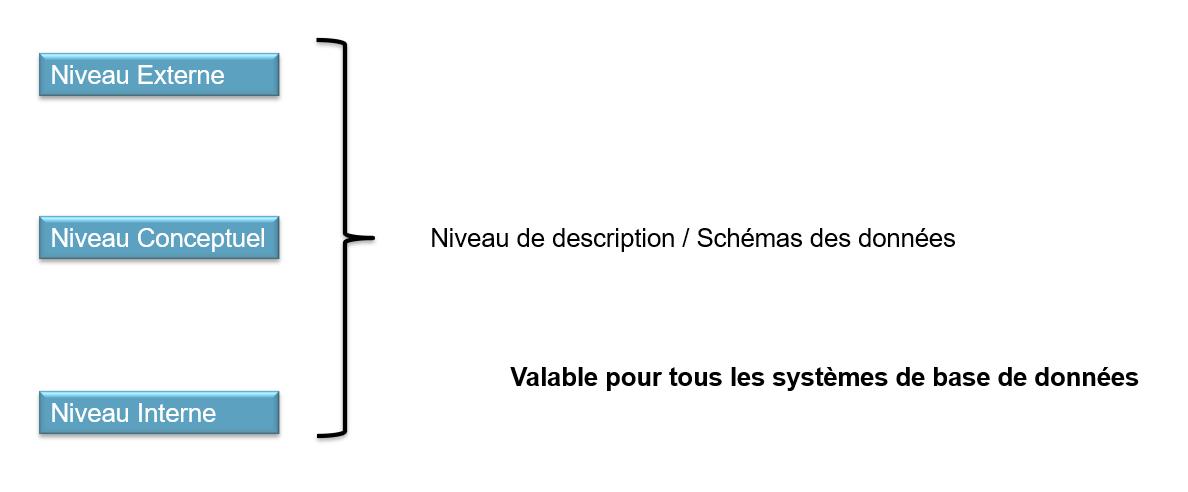 Niveau Externe
Niveau Conceptuel
Niveau de description / Schémas des données
Valable pour tous les systèmes de base de données
Niveau Interne